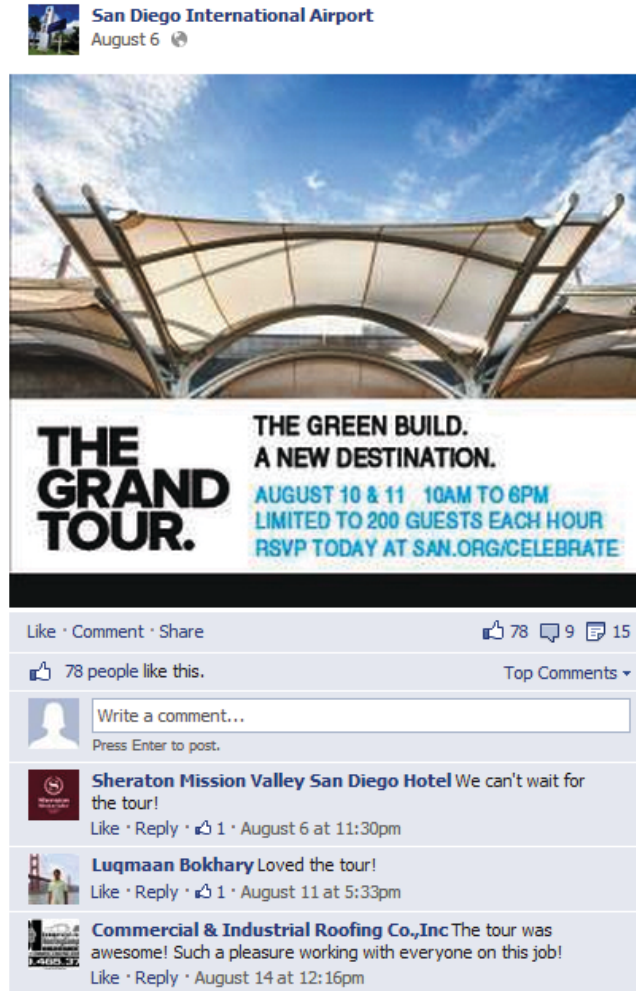 San Diego International Airport
August 6
THE
GRAND
TOUR.
THE GREEN BUILD.
A NEW DESTINATION.
AUGUST 10 & 11 10AM TO 6PM
LIMITED TO 200 GUESTS EACH HOUR
RSVP TODAY AT SAN.ORG/CELEBRATE
Like · Comment · Share 78 9 15
78 people like this. Top Comments
Write a comment...
Press Enter to post.
Sheraton Mission Valley San Diego Hotel We can't wait for
the tour!
Like · Reply · 1 · August 6 at 11:30pm
Luqmaan Bokhary Loved the tour!
Like · Reply · 1 · August 11 at 5:33pm
Commercial & Industrial Roofing Co.,Inc The tour was
awesome! Such a pleasure working with everyone on this job!
Like · Reply · August 14 at 12:16pm